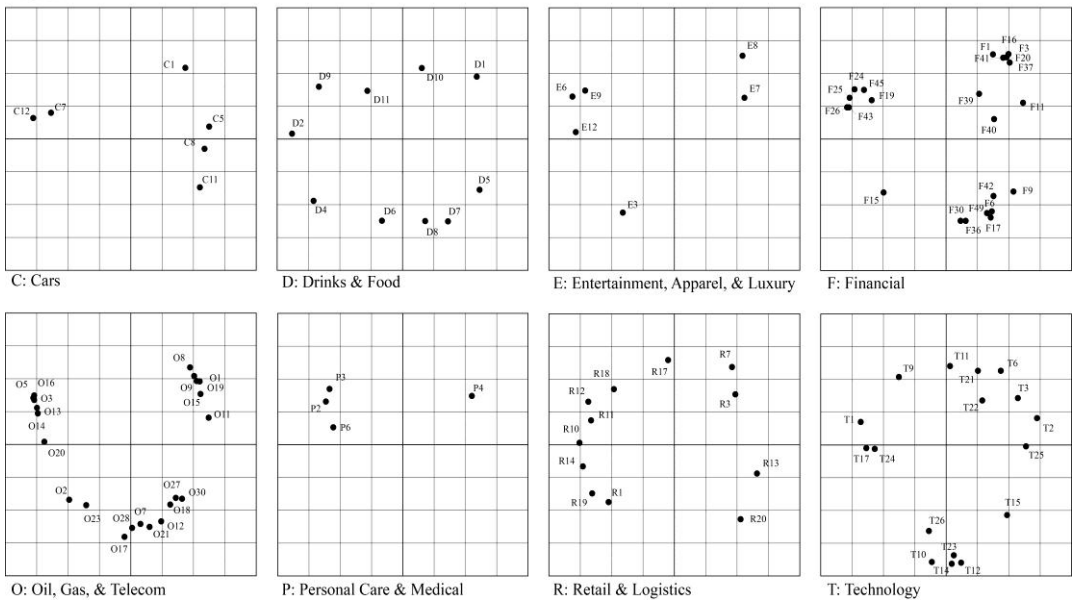 C1
C12
C7
C5
C8
C11
C: Cars
D10
D1
D9
D11
D2
D5
D4
D6
D7
D8
D: Drinks & Food
E8
E6
E9
E7
E12
E3
E: Entertainment, Apparel, & Luxury
F16
F1
F3
F41
F20
F37
F24
F45
F25
F19
F39
F11
F26
F43
F40
F15
F42
F9
F6
F49
F30
F36
F17
F: Financial
O8
O16
O5
O1
O3
O9
O19
O15
O13
O11
O14
O20
O27
O2
O30
O23
O18
O7
O28
O12
O21
O17
O: Oil, Gas, & Telecom
P3
P4
P2
P6
P: Personal Care & Medical
R7
R17
R18
R12
R3
R11
R10
R14
R13
R1
R19
R20
R: Retail & Logistics
T11
T6
T9
T21
T3
T22
T1
T2
T17
T24
T25
T15
T26
T23
T10
T14
T12
T: Technology